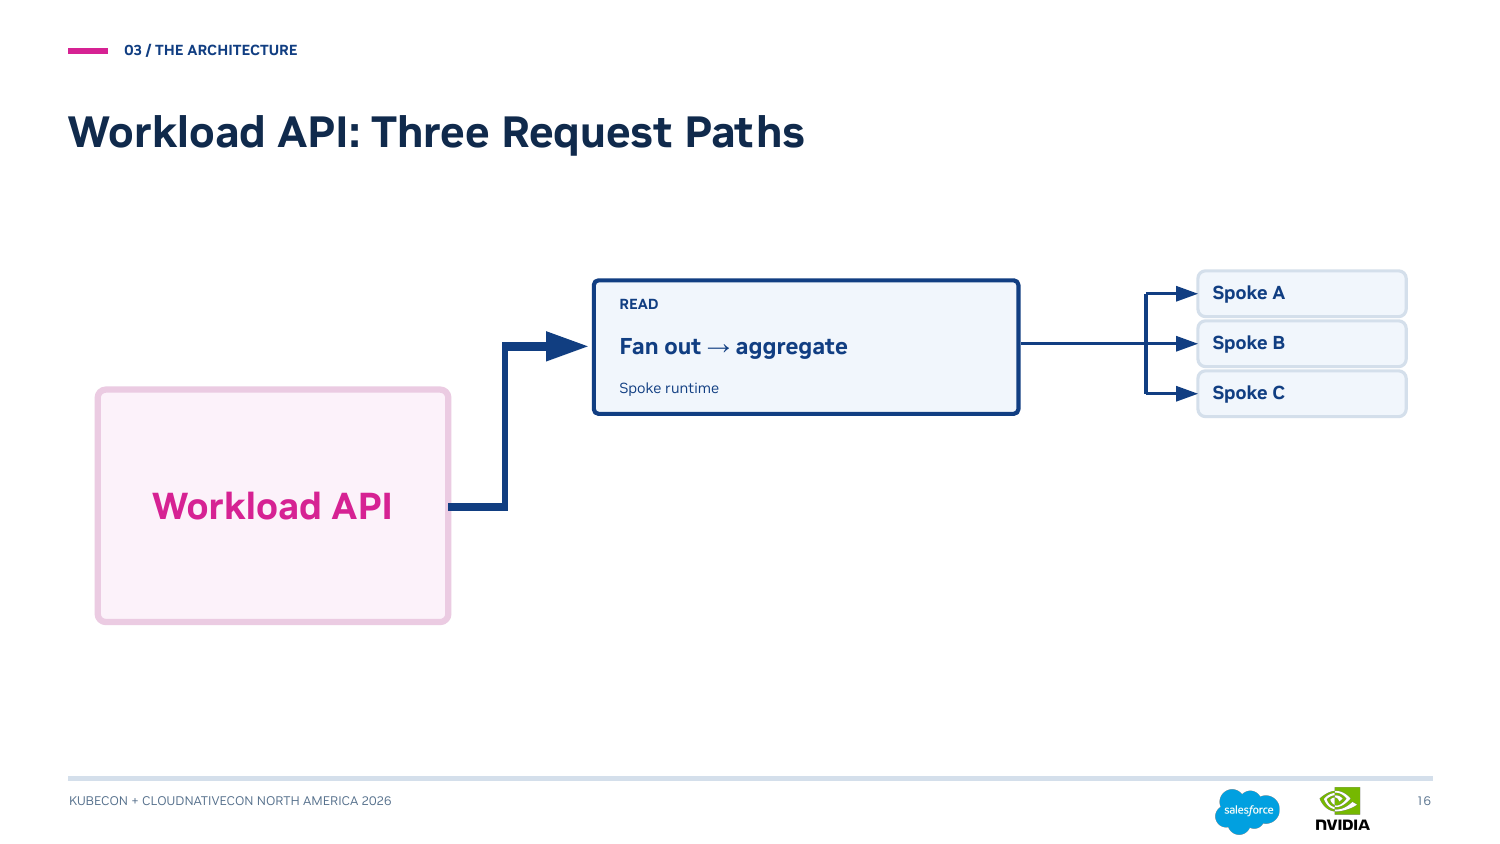 03 / THE ARCHITECTURE
Workload API: Three Request Paths
Workload API
READ
Fan out → aggregate
Spoke runtime
Spoke A
Spoke B
Spoke C
KUBECON + CLOUDNATIVECON NORTH AMERICA 2026
salesforce
NVIDIA
16